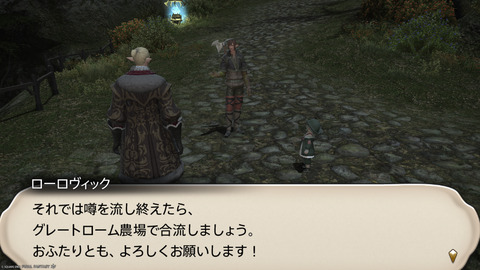 ローロヴィック
それでは噂を流し終えたら、
グレートローム農場で合流しましょう。
おふたりとも、よろしくお願いします！